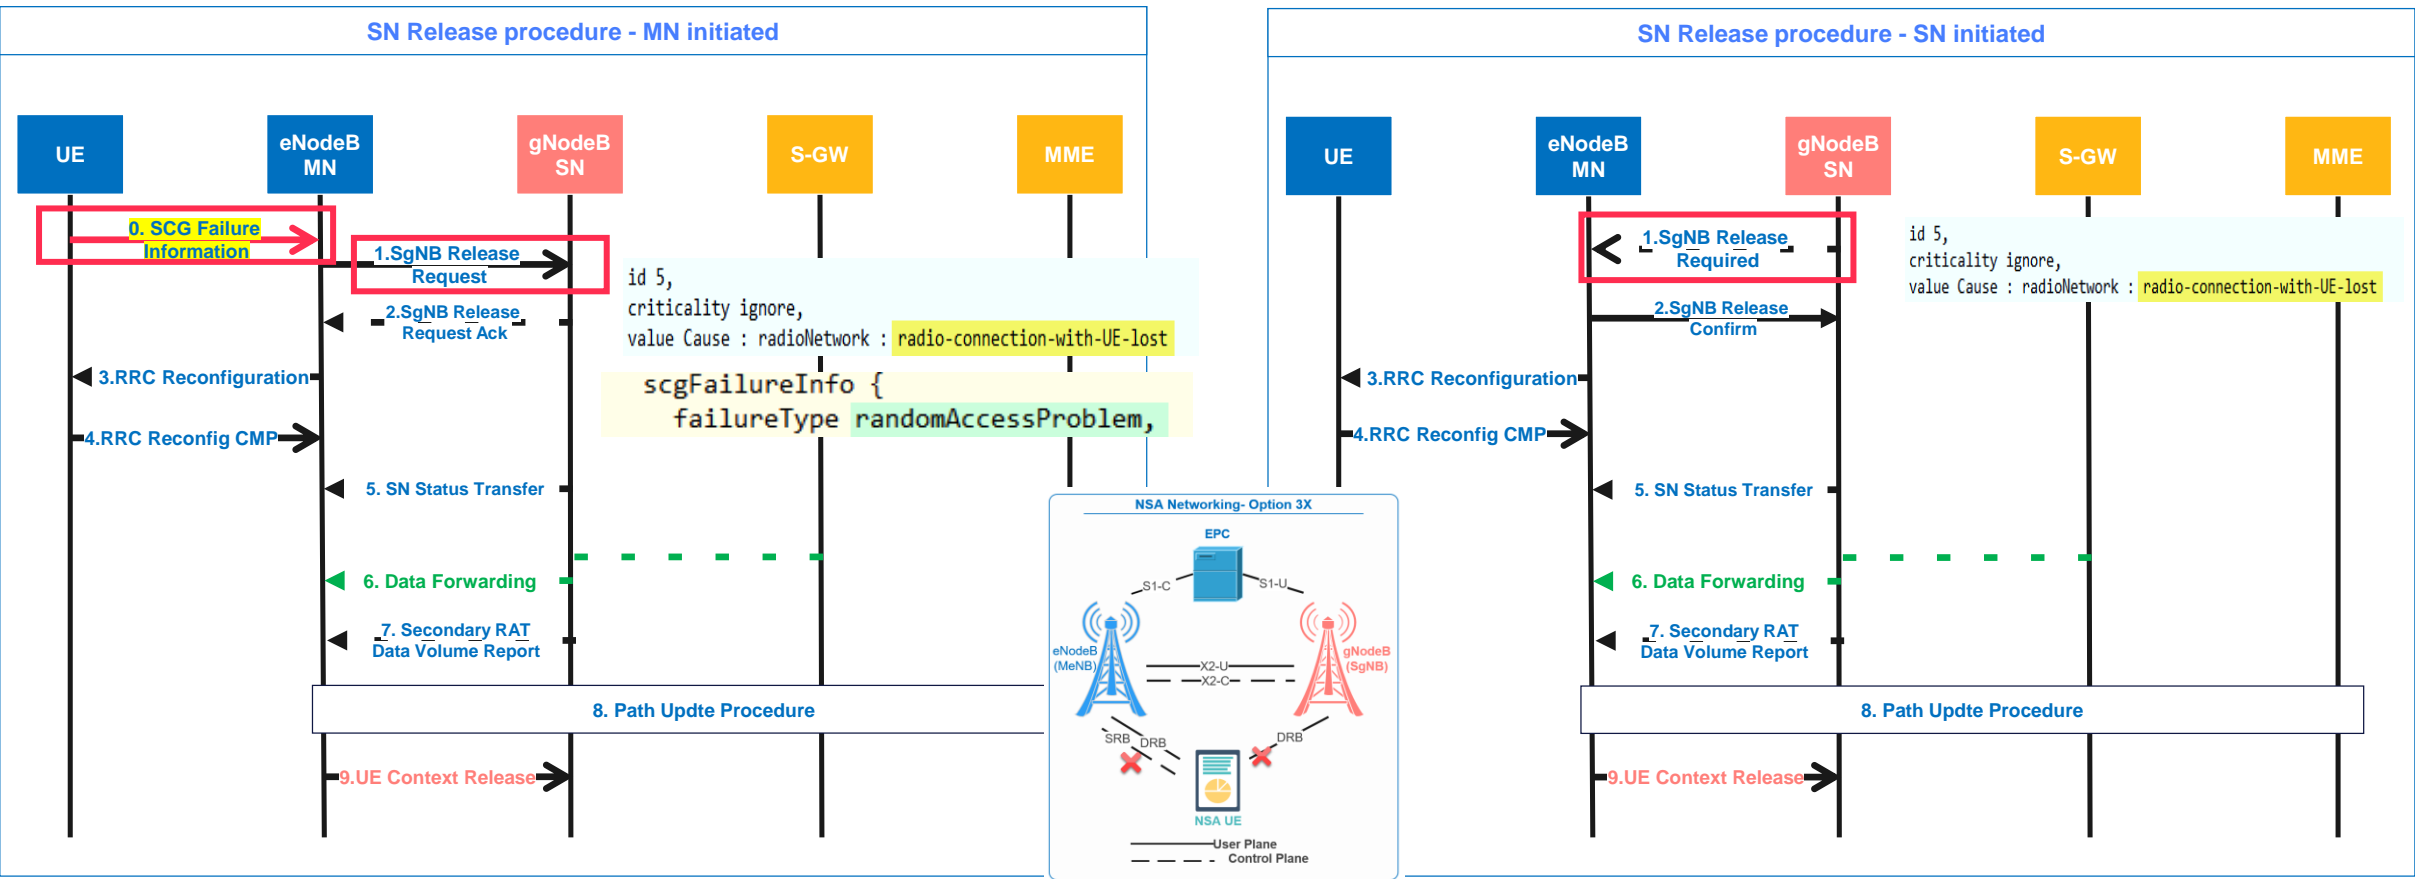 SN Release procedure - MN initiated
UE
eNodeB
MN
gNodeB
SN
S-GW
MME
0. SCG Failure
Information
1.SgNB Release
Request
id 5,
criticality ignore,
value Cause : radioNetwork : radio-connection-with-UE-lost
2.SgNB Release
Request Ack
3.RRC Reconfiguration
scgFailureInfo {
failureType randomAccessProblem,
4.RRC Reconfig CMP
5. SN Status Transfer
6. Data Forwarding
7. Secondary RAT
Data Volume Report
8. Path Updte Procedure
9.UE Context Release
NSA Networking- Option 3X
EPC
S1-C
S1-U
eNodeB
(MeNB)
gNodeB
(SgNB)
X2-U
X2-C
SRB
DRB
DRB
NSA UE
User Plane
Control Plane
SN Release procedure - SN initiated
UE
eNodeB
MN
gNodeB
SN
S-GW
MME
1.SgNB Release
Required
id 5,
criticality ignore,
value Cause : radioNetwork : radio-connection-with-UE-lost
2.SgNB Release
Confirm
3.RRC Reconfiguration
4.RRC Reconfig CMP
5. SN Status Transfer
6. Data Forwarding
7. Secondary RAT
Data Volume Report
8. Path Updte Procedure
9.UE Context Release